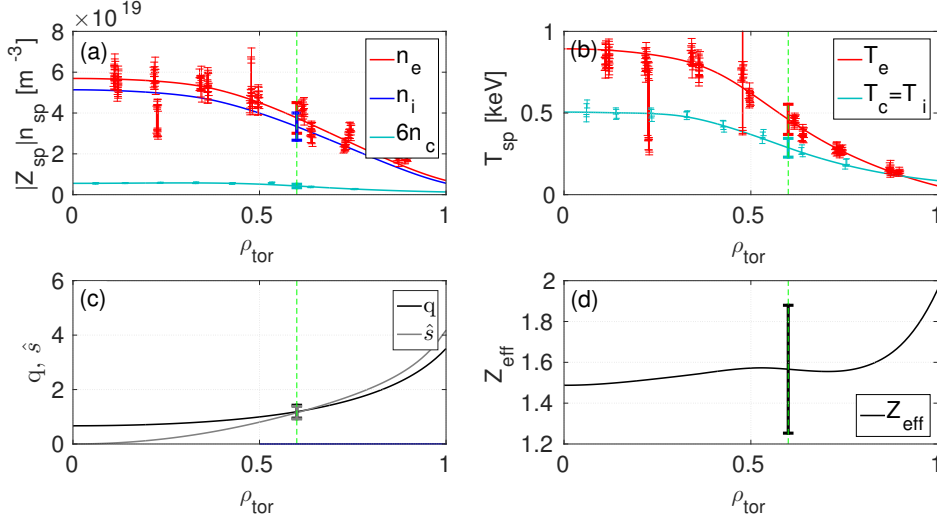 × 10^19
(a)
n_e
n_i
6n_c
|Z_sp|n_sp [m^-3]
8
6
4
2
0
0
0.5
1
ρ_tor
(b)
T_e
T_c=T_i
T_sp [keV]
1
0.5
0
0
0.5
1
ρ_tor
(c)
q
ŝ
q, ŝ
6
4
2
0
0
0.5
1
ρ_tor
(d)
Z_eff
Z_eff
2
1.8
1.6
1.4
1.2
0
0.5
1
ρ_tor